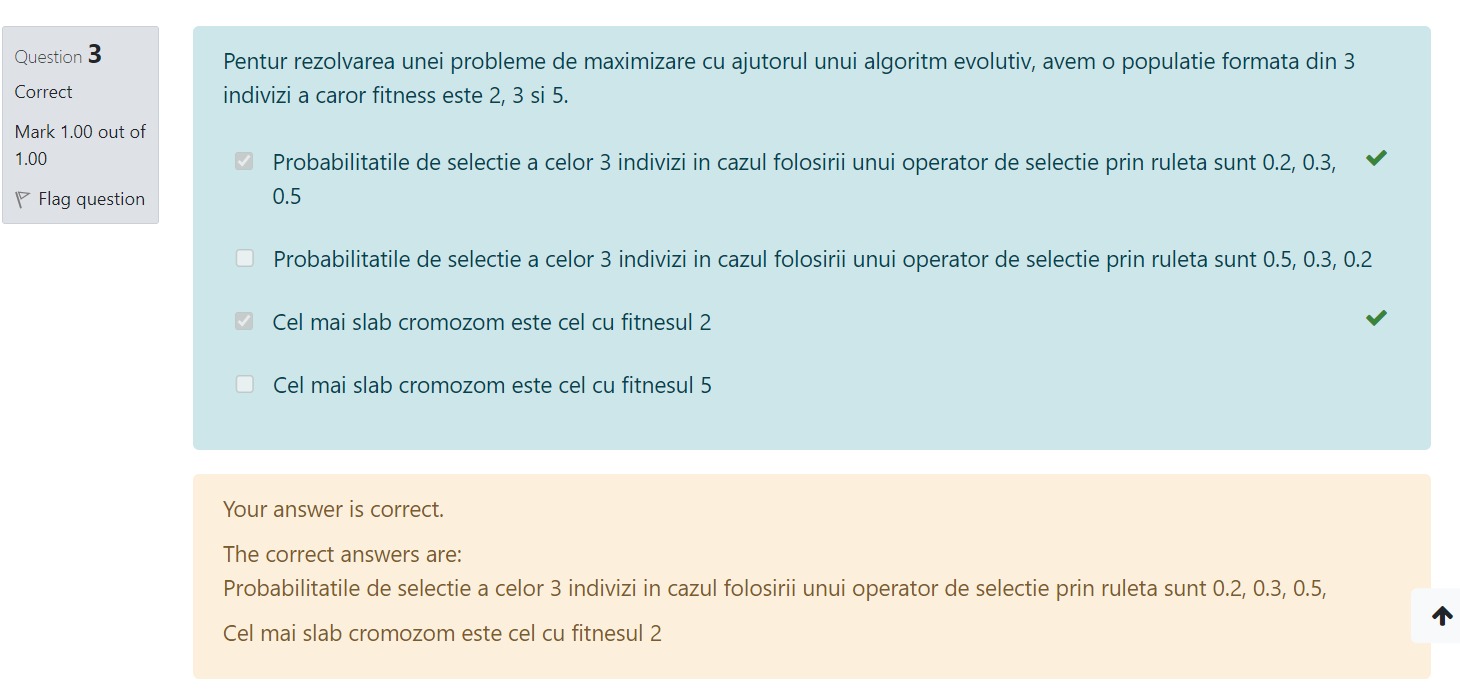 Question 3
Correct
Mark 1.00 out of
1.00
Flag question
Pentur rezolvarea unei probleme de maximizare cu ajutorul unui algoritm evolutiv, avem o populatie formata din 3
indivizi a caror fitness este 2, 3 si 5.
Probabilitatile de selectie a celor 3 indivizi in cazul folosirii unui operator de selectie prin ruleta sunt 0.2, 0.3,
0.5
Probabilitatile de selectie a celor 3 indivizi in cazul folosirii unui operator de selectie prin ruleta sunt 0.5, 0.3, 0.2
Cel mai slab cromozom este cel cu fitnesul 2
Cel mai slab cromozom este cel cu fitnesul 5
Your answer is correct.
The correct answers are:
Probabilitatile de selectie a celor 3 indivizi in cazul folosirii unui operator de selectie prin ruleta sunt 0.2, 0.3, 0.5,
Cel mai slab cromozom este cel cu fitnesul 2